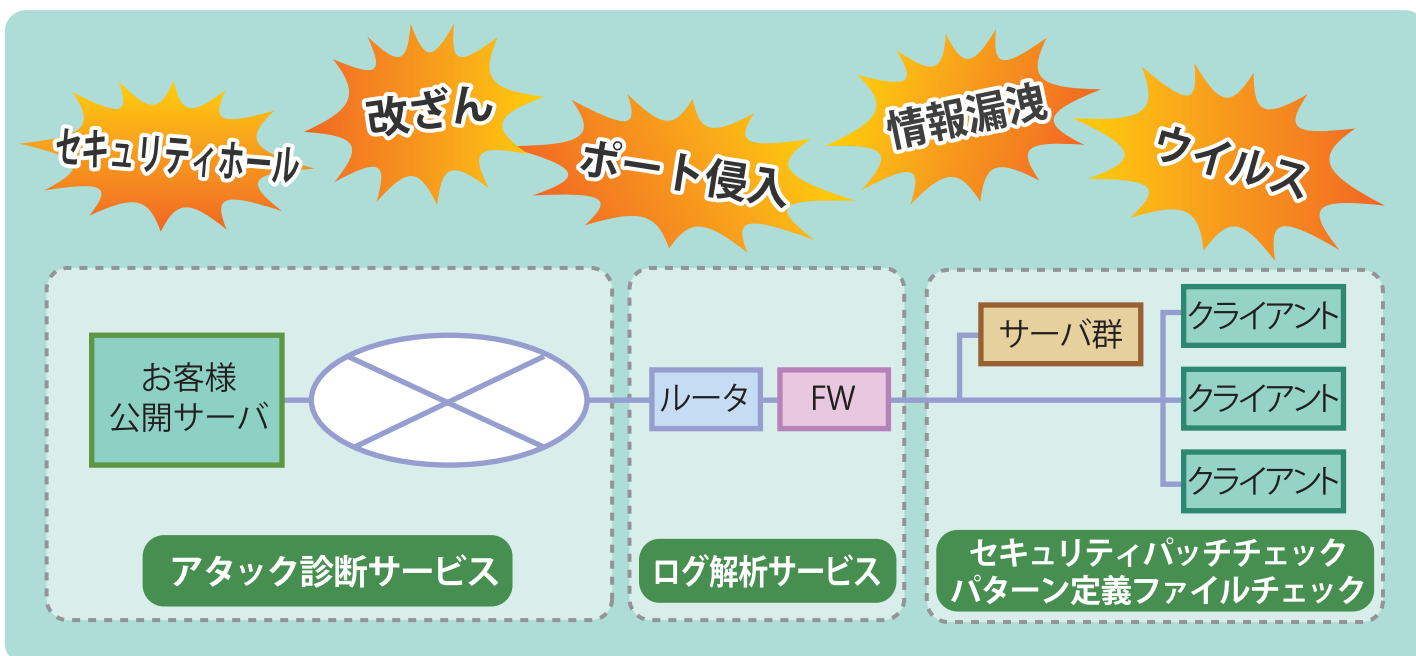 セキュリティホール
改ざん
ポート侵入
情報漏洩
ウイルス
お客様
公開サーバ
ルータ
FW
サーバ群
クライアント
クライアント
クライアント
アタック診断サービス
ログ解析サービス
セキュリティパッチチェック
パターン定義ファイルチェック